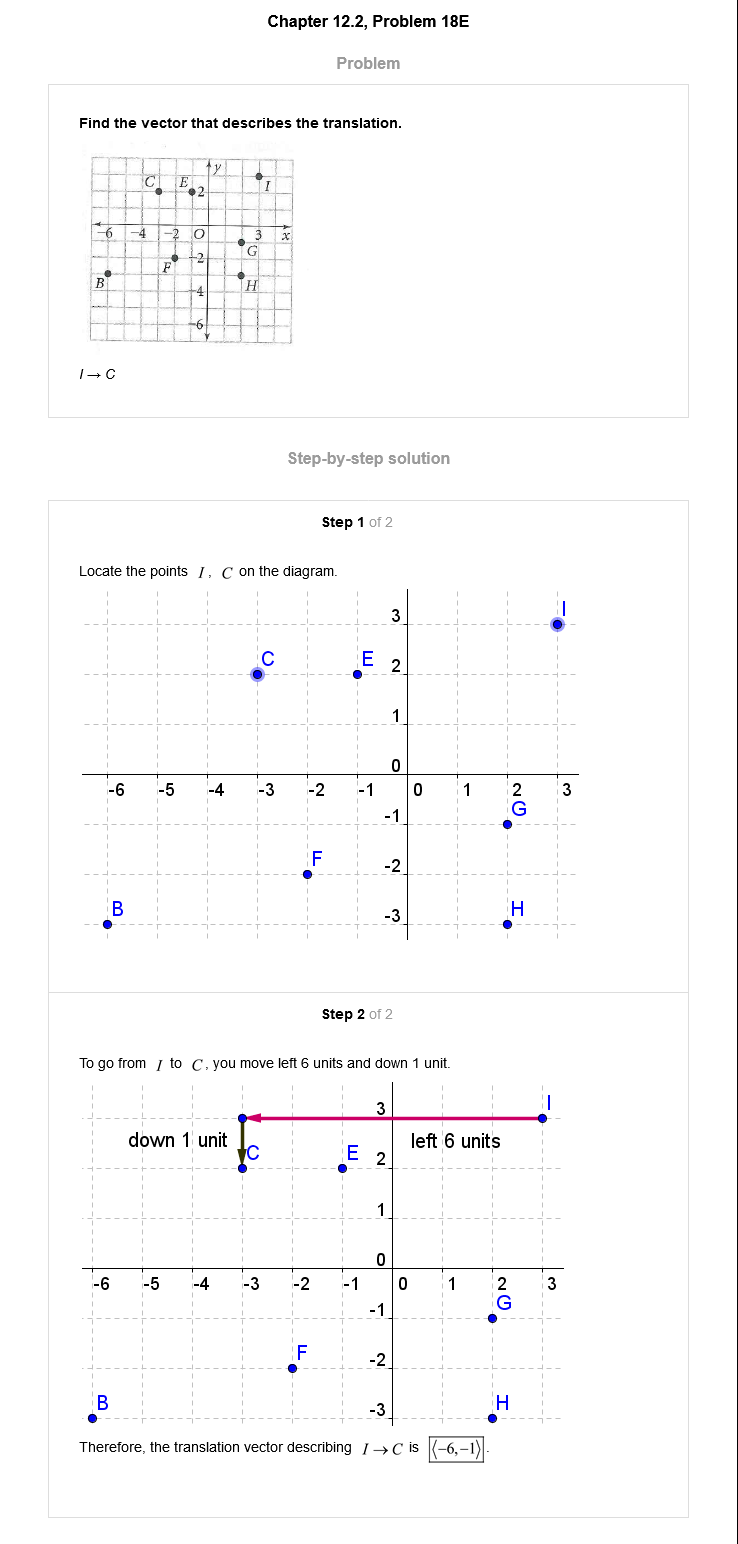 Chapter 12.2, Problem 18E
Problem
Find the vector that describes the translation.
y
C E I
2
−6 −4 −2 O 3 x
G
F −2
B H
−4
−6
I → C
Step-by-step solution
Step 1 of 2
Locate the points I, C on the diagram.
I
3
C E
2
1
0
-6 -5 -4 -3 -2 -1 0 1 2 3
G
-1
F
-2
B H
-3
Step 2 of 2
To go from I to C, you move left 6 units and down 1 unit.
I
3
down 1 unit left 6 units
C E
2
1
0
-6 -5 -4 -3 -2 -1 0 1 2 3
G
-1
F
-2
B H
-3
Therefore, the translation vector describing I → C is ⟨−6,−1⟩.